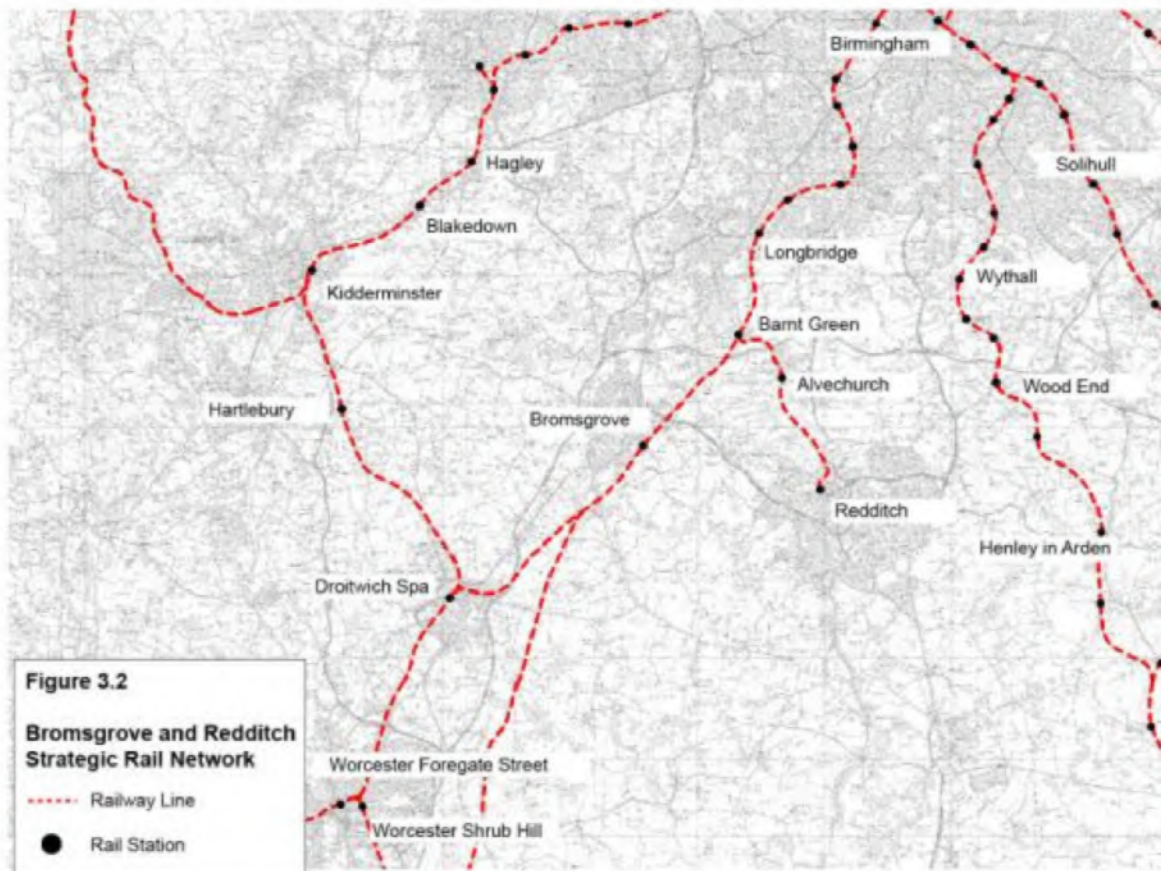 Birmingham
Hagley
Solihull
Blakedown
Longbridge
Wythall
Kidderminster
Barnt Green
Alvechurch
Wood End
Hartlebury
Bromsgrove
Redditch
Henley in Arden
Droitwich Spa
Figure 3.2
Bromsgrove and Redditch
Strategic Rail Network
Railway Line
Rail Station
Worcester Foregate Street
Worcester Shrub Hill